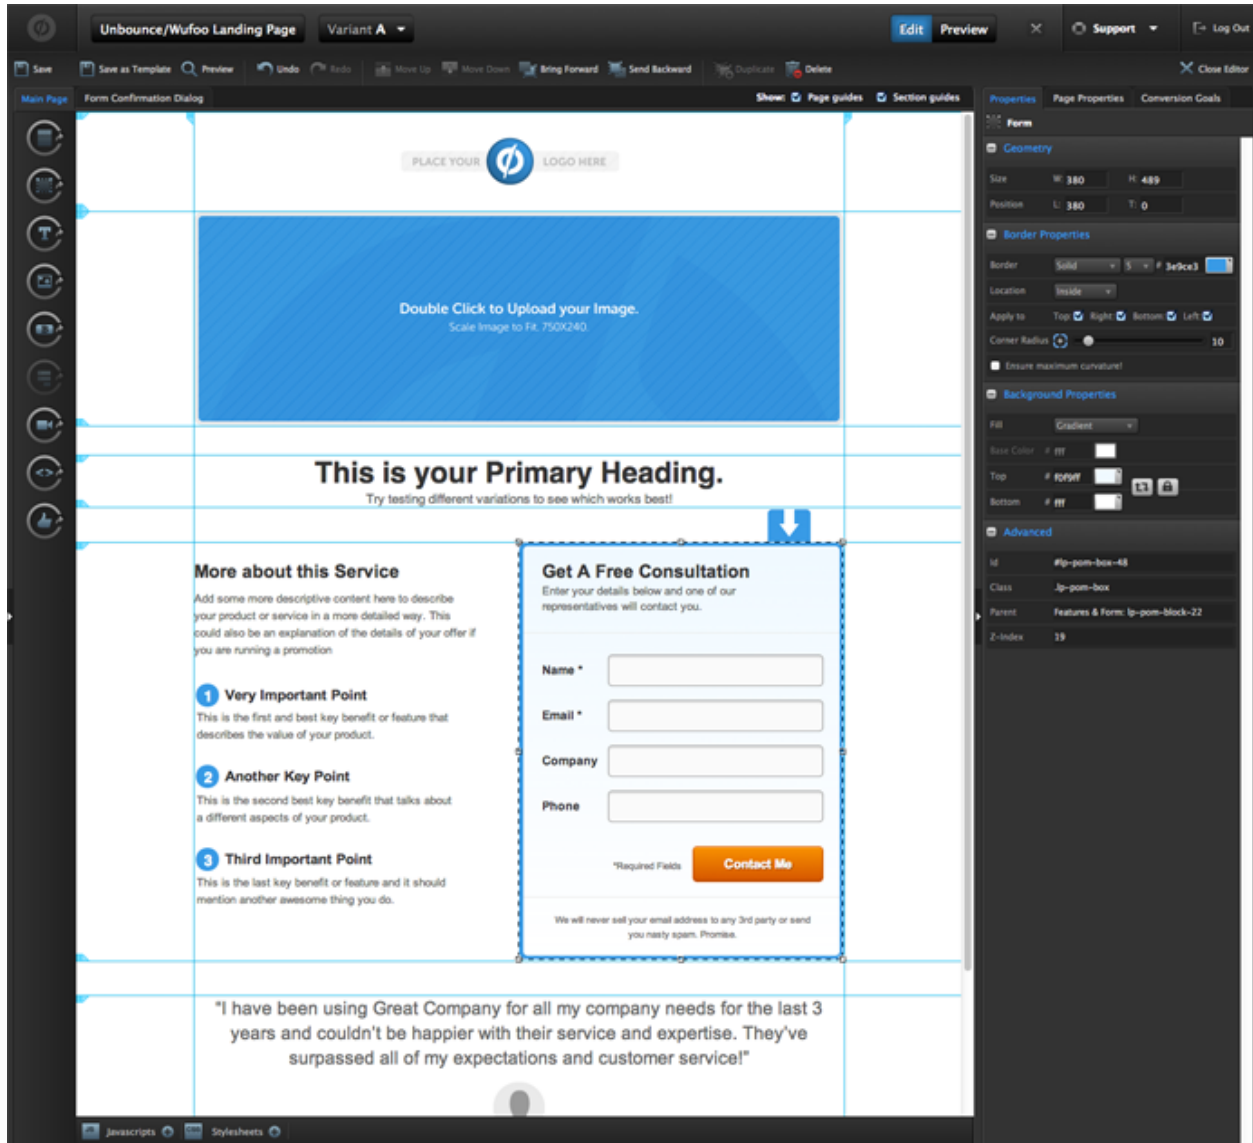 Unbounce/Wufoo Landing Page
Variant A
Edit Preview
Support
Log Out
Save
Save as Template
Preview
Undo
Redo
Move Up
Move Down
Bring Forward
Send Backward
Duplicate
Delete
Close Editor
Main Page
Form Confirmation Dialog
Show: Page guides Section guides
Properties
Page Properties
Conversion Goals
PLACE YOUR LOGO HERE
Double Click to Upload your Image.
Scale Image to Fit. 750X240.
This is your Primary Heading.
Try testing different variations to see which works best!
More about this Service
Add some more descriptive content here to describe
your product or service in a more detailed way. This
could also be an explanation of the details of your offer if
you are running a promotion
1 Very Important Point
This is the first and best key benefit or feature that
describes the value of your product.
2 Another Key Point
This is the second best key benefit that talks about
a different aspects of your product.
3 Third Important Point
This is the last key benefit or feature and it should
mention another awesome thing you do.
Get A Free Consultation
Enter your details below and one of our
representatives will contact you.
Name *
Email *
Company
Phone
*Required Fields
Contact Me
We will never sell your email address to any 3rd party or send
you nasty spam. Promise.
"I have been using Great Company for all my company needs for the last 3
years and couldn't be happier with their service and expertise. They've
surpassed all of my expectations and customer service!"
Form
Geometry
Size W: 380 H: 489
Position L: 380 T: 0
Border Properties
Border Solid 5 # 3e9ce3
Location Inside
Apply to Top: Right: Bottom: Left:
Corner Radius 10
Ensure maximum curvature!
Background Properties
Fill Gradient
Base Color # fff
Top # f0f9ff
Bottom # fff
Advanced
Id #lp-pom-box-48
Class .lp-pom-box
Parent Features & Form: lp-pom-block-22
Z-Index 19
JS Javascripts
CSS Stylesheets